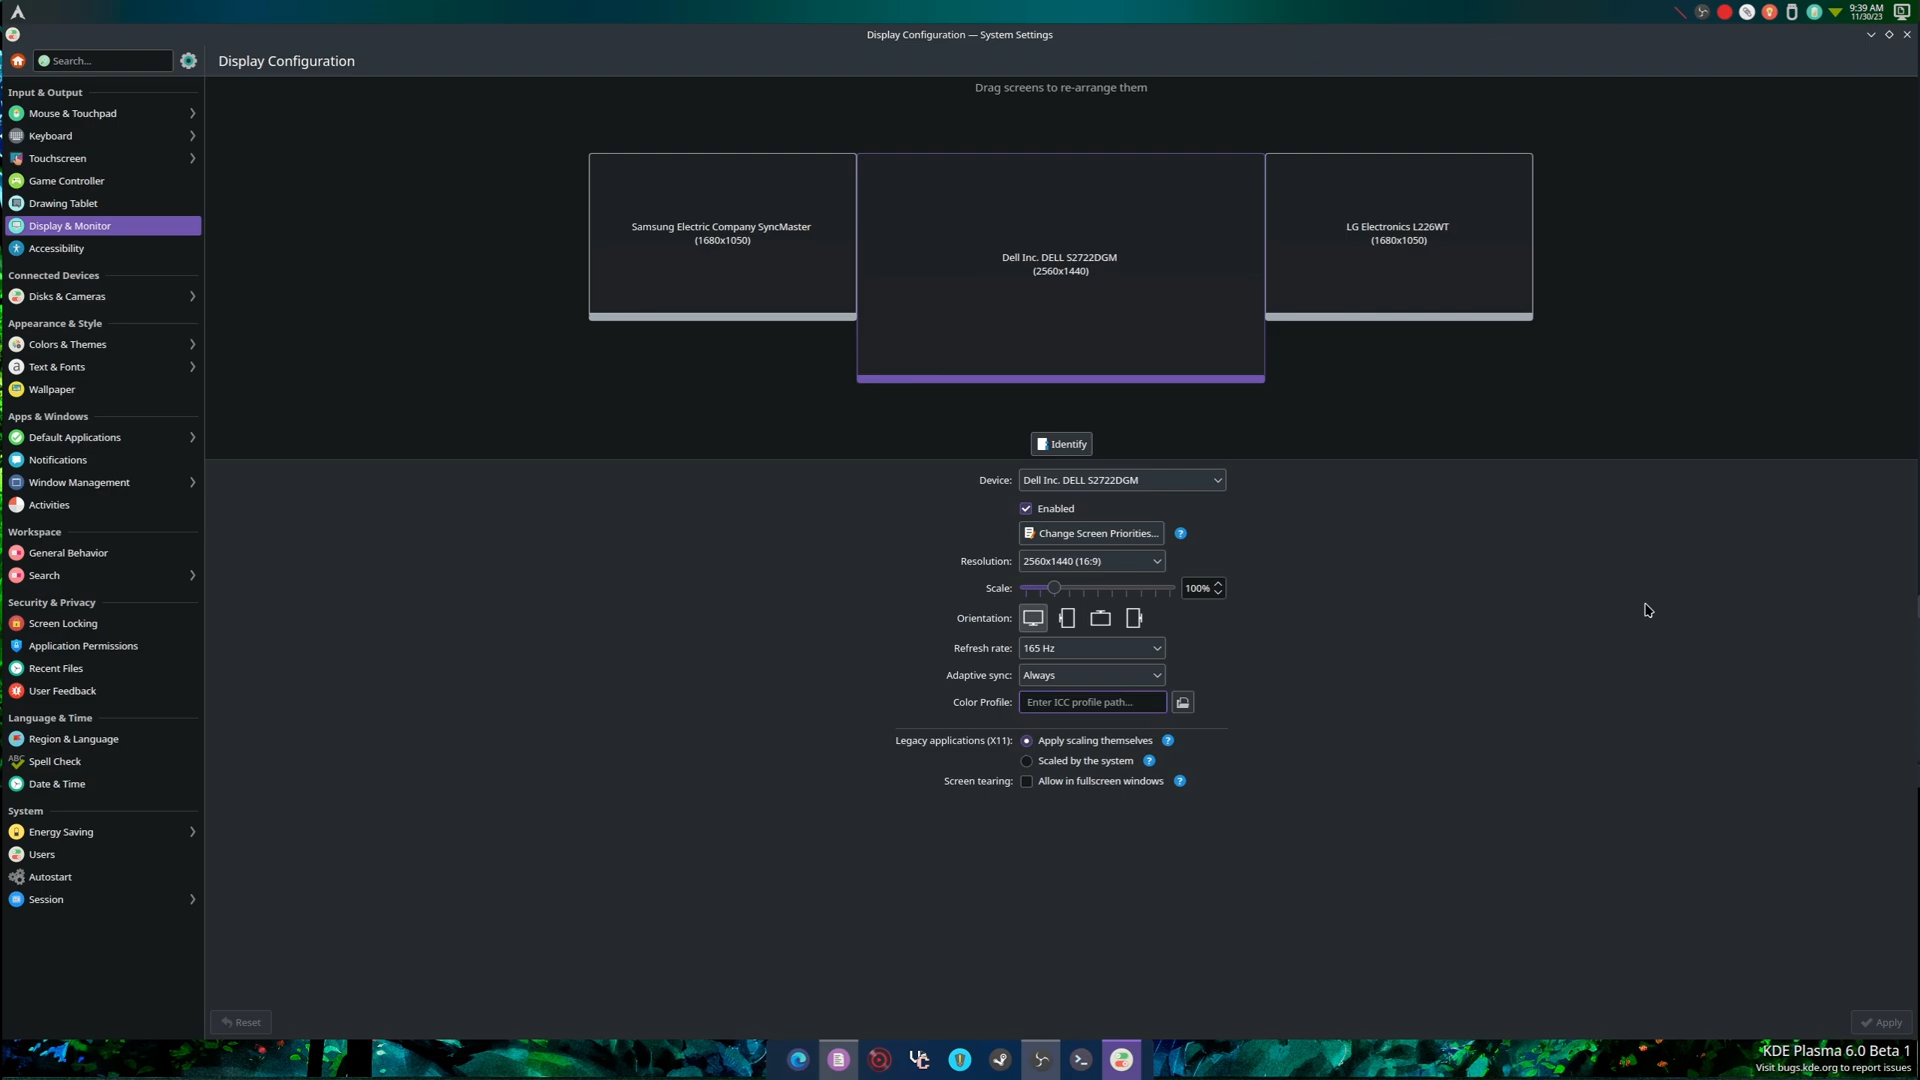 9:39 AM
11/30/23
Display Configuration — System Settings
Search...
Display Configuration
Input & Output
Mouse & Touchpad
Keyboard
Touchscreen
Game Controller
Drawing Tablet
Display & Monitor
Accessibility
Connected Devices
Disks & Cameras
Appearance & Style
Colors & Themes
Text & Fonts
Wallpaper
Apps & Windows
Default Applications
Notifications
Window Management
Activities
Workspace
General Behavior
Search
Security & Privacy
Screen Locking
Application Permissions
Recent Files
User Feedback
Language & Time
Region & Language
Spell Check
Date & Time
System
Energy Saving
Users
Autostart
Session
Drag screens to re-arrange them
Samsung Electric Company SyncMaster
(1680x1050)
Dell Inc. DELL S2722DGM
(2560x1440)
LG Electronics L226WT
(1680x1050)
Identify
Device: Dell Inc. DELL S2722DGM
Enabled
Change Screen Priorities...
Resolution: 2560x1440 (16:9)
Scale: 100%
Orientation:
Refresh rate: 165 Hz
Adaptive sync: Always
Color Profile: Enter ICC profile path...
Legacy applications (X11): Apply scaling themselves
Scaled by the system
Screen tearing: Allow in fullscreen windows
Reset
Apply
KDE Plasma 6.0 Beta 1
Visit bugs.kde.org to report issues